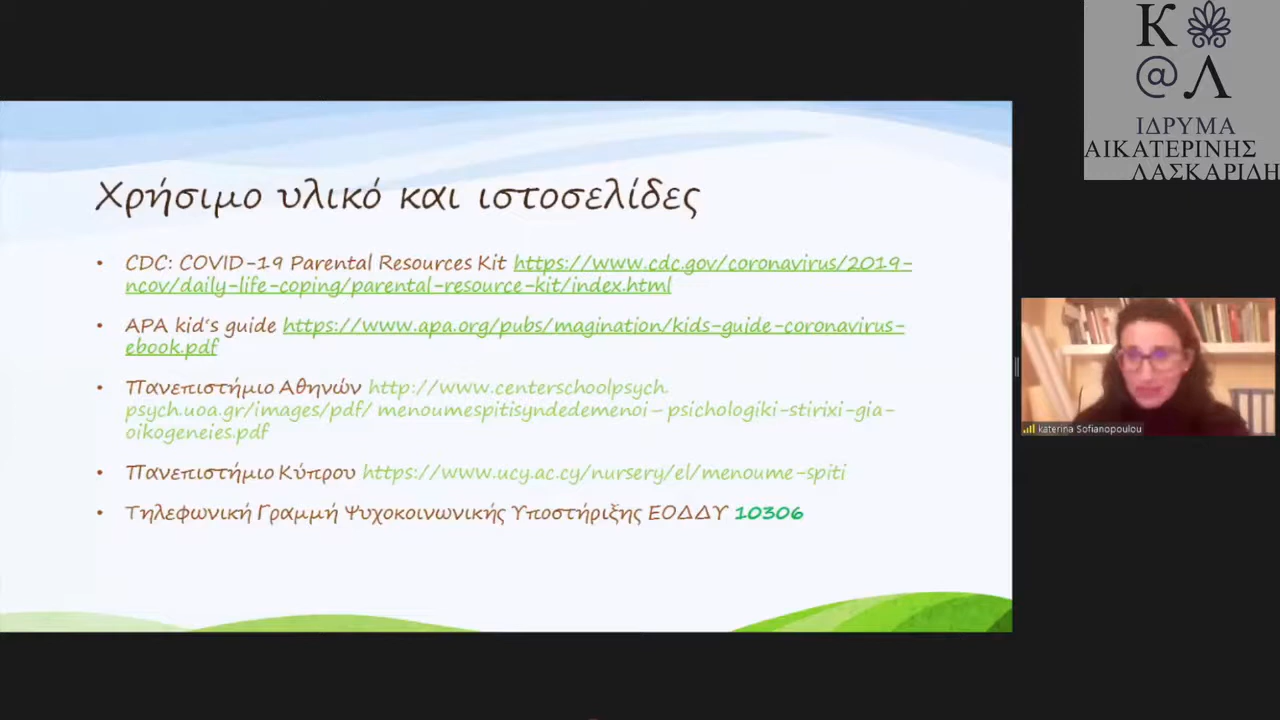 Κ
@ Λ
ΙΔΡΥΜΑ
ΑΙΚΑΤΕΡΙΝΗΣ
ΛΑΣΚΑΡΙΔΗ
Χρήσιμο υλικό και ιστοσελίδες
• CDC: COVID-19 Parental Resources Kit https://www.cdc.gov/coronavirus/2019-
ncov/daily-life-coping/parental-resource-kit/index.html
• APA kid's guide https://www.apa.org/pubs/magination/kids-guide-coronavirus-
ebook.pdf
• Πανεπιστήμιο Αθηνών http://www.centerschoolpsych.
psych.uoa.gr/images/pdf/ menoumespitisyndedemenoi– psichologiki-stirixi-gia-
oikogeneies.pdf
• Πανεπιστήμιο Κύπρου https://www.ucy.ac.cy/nursery/el/menoume-spiti
• Τηλεφωνική Γραμμή Ψυχοκοινωνικής Υποστήριξης ΕΟΔΔΥ 10306
katerina Sofianopoulou